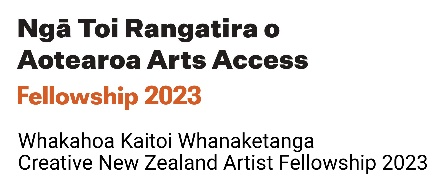 Ngā Toi Rangatira o
Aotearoa Arts Access
Fellowship 2023
Whakahoa Kaitoi Whanaketanga
Creative New Zealand Artist Fellowship 2023